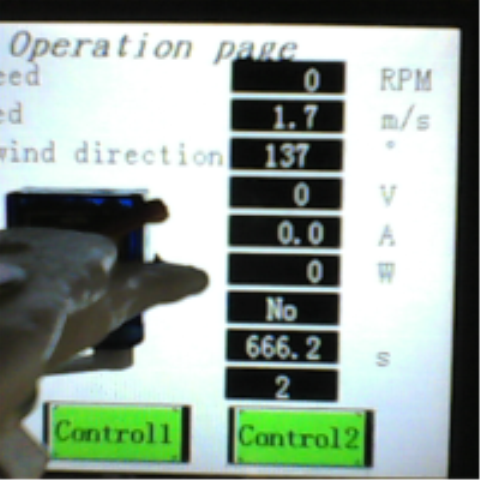 Operation page
eed 0 RPM
ed 1.7 m/s
wind direction 137 °
0 V
0.0 A
0 W
No
666.2 s
2
Control1 Control2